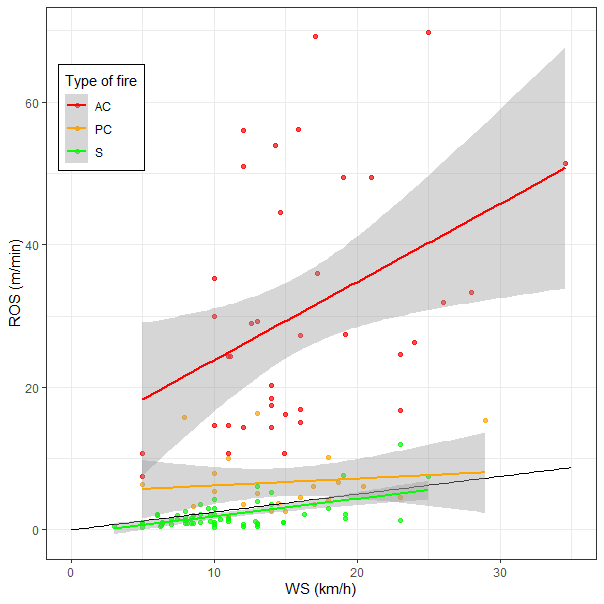 Type of fire
AC
PC
S
60
40
20
0
ROS (m/min)
0
10
20
30
WS (km/h)